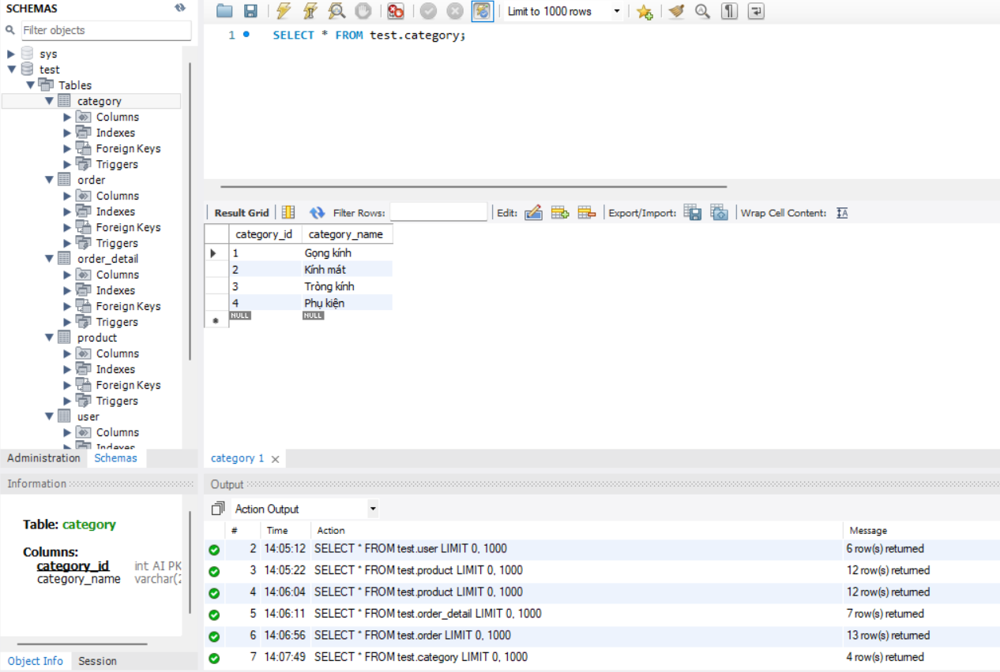 SCHEMAS
Filter objects
sys
test
Tables
category
Columns
Indexes
Foreign Keys
Triggers
order
Columns
Indexes
Foreign Keys
Triggers
order_detail
Columns
Indexes
Foreign Keys
Triggers
product
Columns
Indexes
Foreign Keys
Triggers
user
Columns
Indexes
Administration Schemas
Information
Table: category
Columns:
category_id int AI PK
category_name varchar(2
Object Info Session
Limit to 1000 rows
1 SELECT * FROM test.category;
Result Grid Filter Rows: Edit: Export/Import: Wrap Cell Content:
category_id category_name
1 Gọng kính
2 Kính mát
3 Tròng kính
4 Phụ kiện
NULL NULL
category 1
Output
Action Output
# Time Action Message
2 14:05:12 SELECT * FROM test.user LIMIT 0, 1000 6 row(s) returned
3 14:05:22 SELECT * FROM test.product LIMIT 0, 1000 12 row(s) returned
4 14:06:04 SELECT * FROM test.product LIMIT 0, 1000 12 row(s) returned
5 14:06:11 SELECT * FROM test.order_detail LIMIT 0, 1000 7 row(s) returned
6 14:06:56 SELECT * FROM test.order LIMIT 0, 1000 13 row(s) returned
7 14:07:49 SELECT * FROM test.category LIMIT 0, 1000 4 row(s) returned